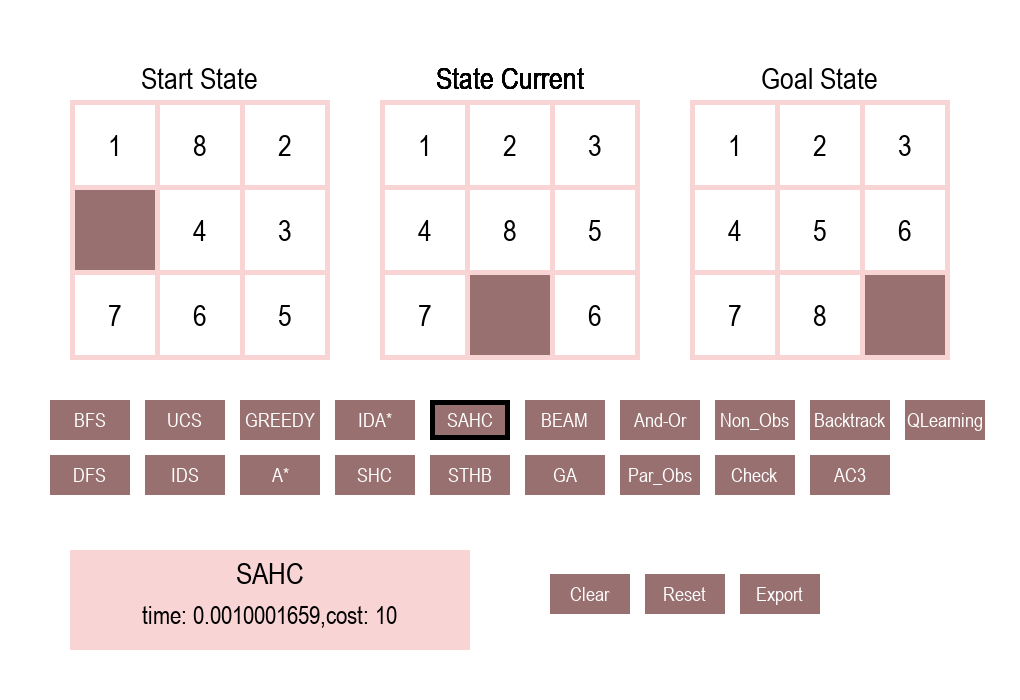 Start State State Current Goal State
1 8 2 1 2 3 1 2 3
4 3 4 8 5 4 5 6
7 6 5 7 6 7 8
BFS UCS GREEDY IDA* SAHC BEAM And-Or Non_Obs Backtrack QLearning
DFS IDS A* SHC STHB GA Par_Obs Check AC3
SAHC
time: 0.0010001659,cost: 10
Clear Reset Export